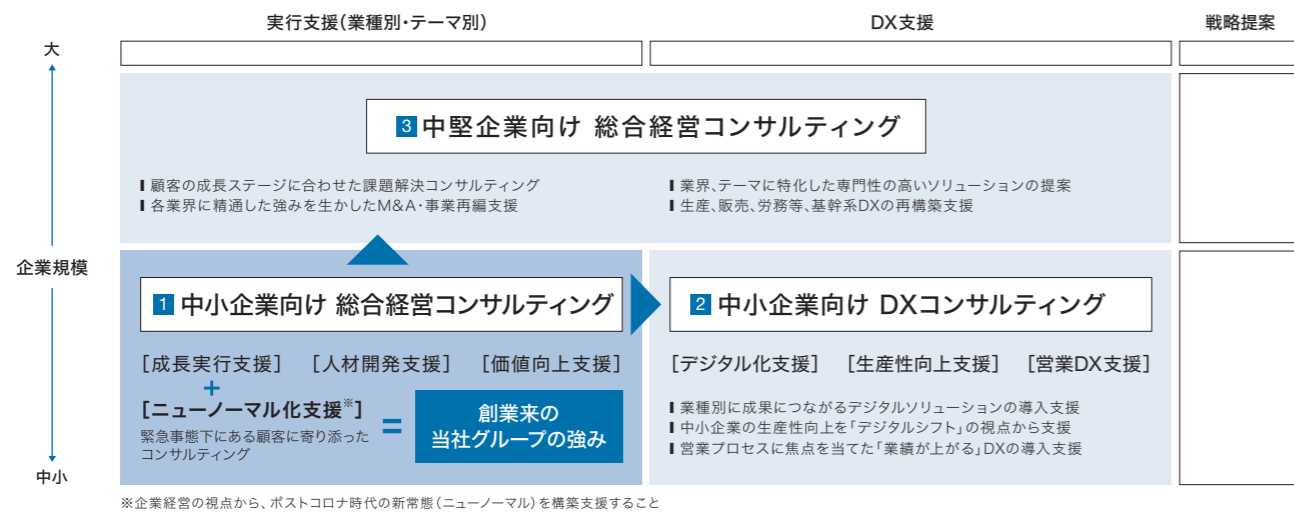 実行支援(業種別・テーマ別)
DX支援
戦略提案
大
企業規模
中小
3 中堅企業向け 総合経営コンサルティング
顧客の成長ステージに合わせた課題解決コンサルティング
各業界に精通した強みを生かしたM&A・事業再編支援
業界、テーマに特化した専門性の高いソリューションの提案
生産、販売、労務等、基幹系DXの再構築支援
1 中小企業向け 総合経営コンサルティング
[成長実行支援] [人材開発支援] [価値向上支援]
+
[ニューノーマル化支援※]
緊急事態下にある顧客に寄り添った
コンサルティング
=
創業来の
当社グループの強み
2 中小企業向け DXコンサルティング
[デジタル化支援] [生産性向上支援] [営業DX支援]
業種別に成果につながるデジタルソリューションの導入支援
中小企業の生産性向上を「デジタルシフト」の視点から支援
営業プロセスに焦点を当てた「業績が上がる」DXの導入支援
※企業経営の視点から、ポストコロナ時代の新常態(ニューノーマル)を構築支援すること